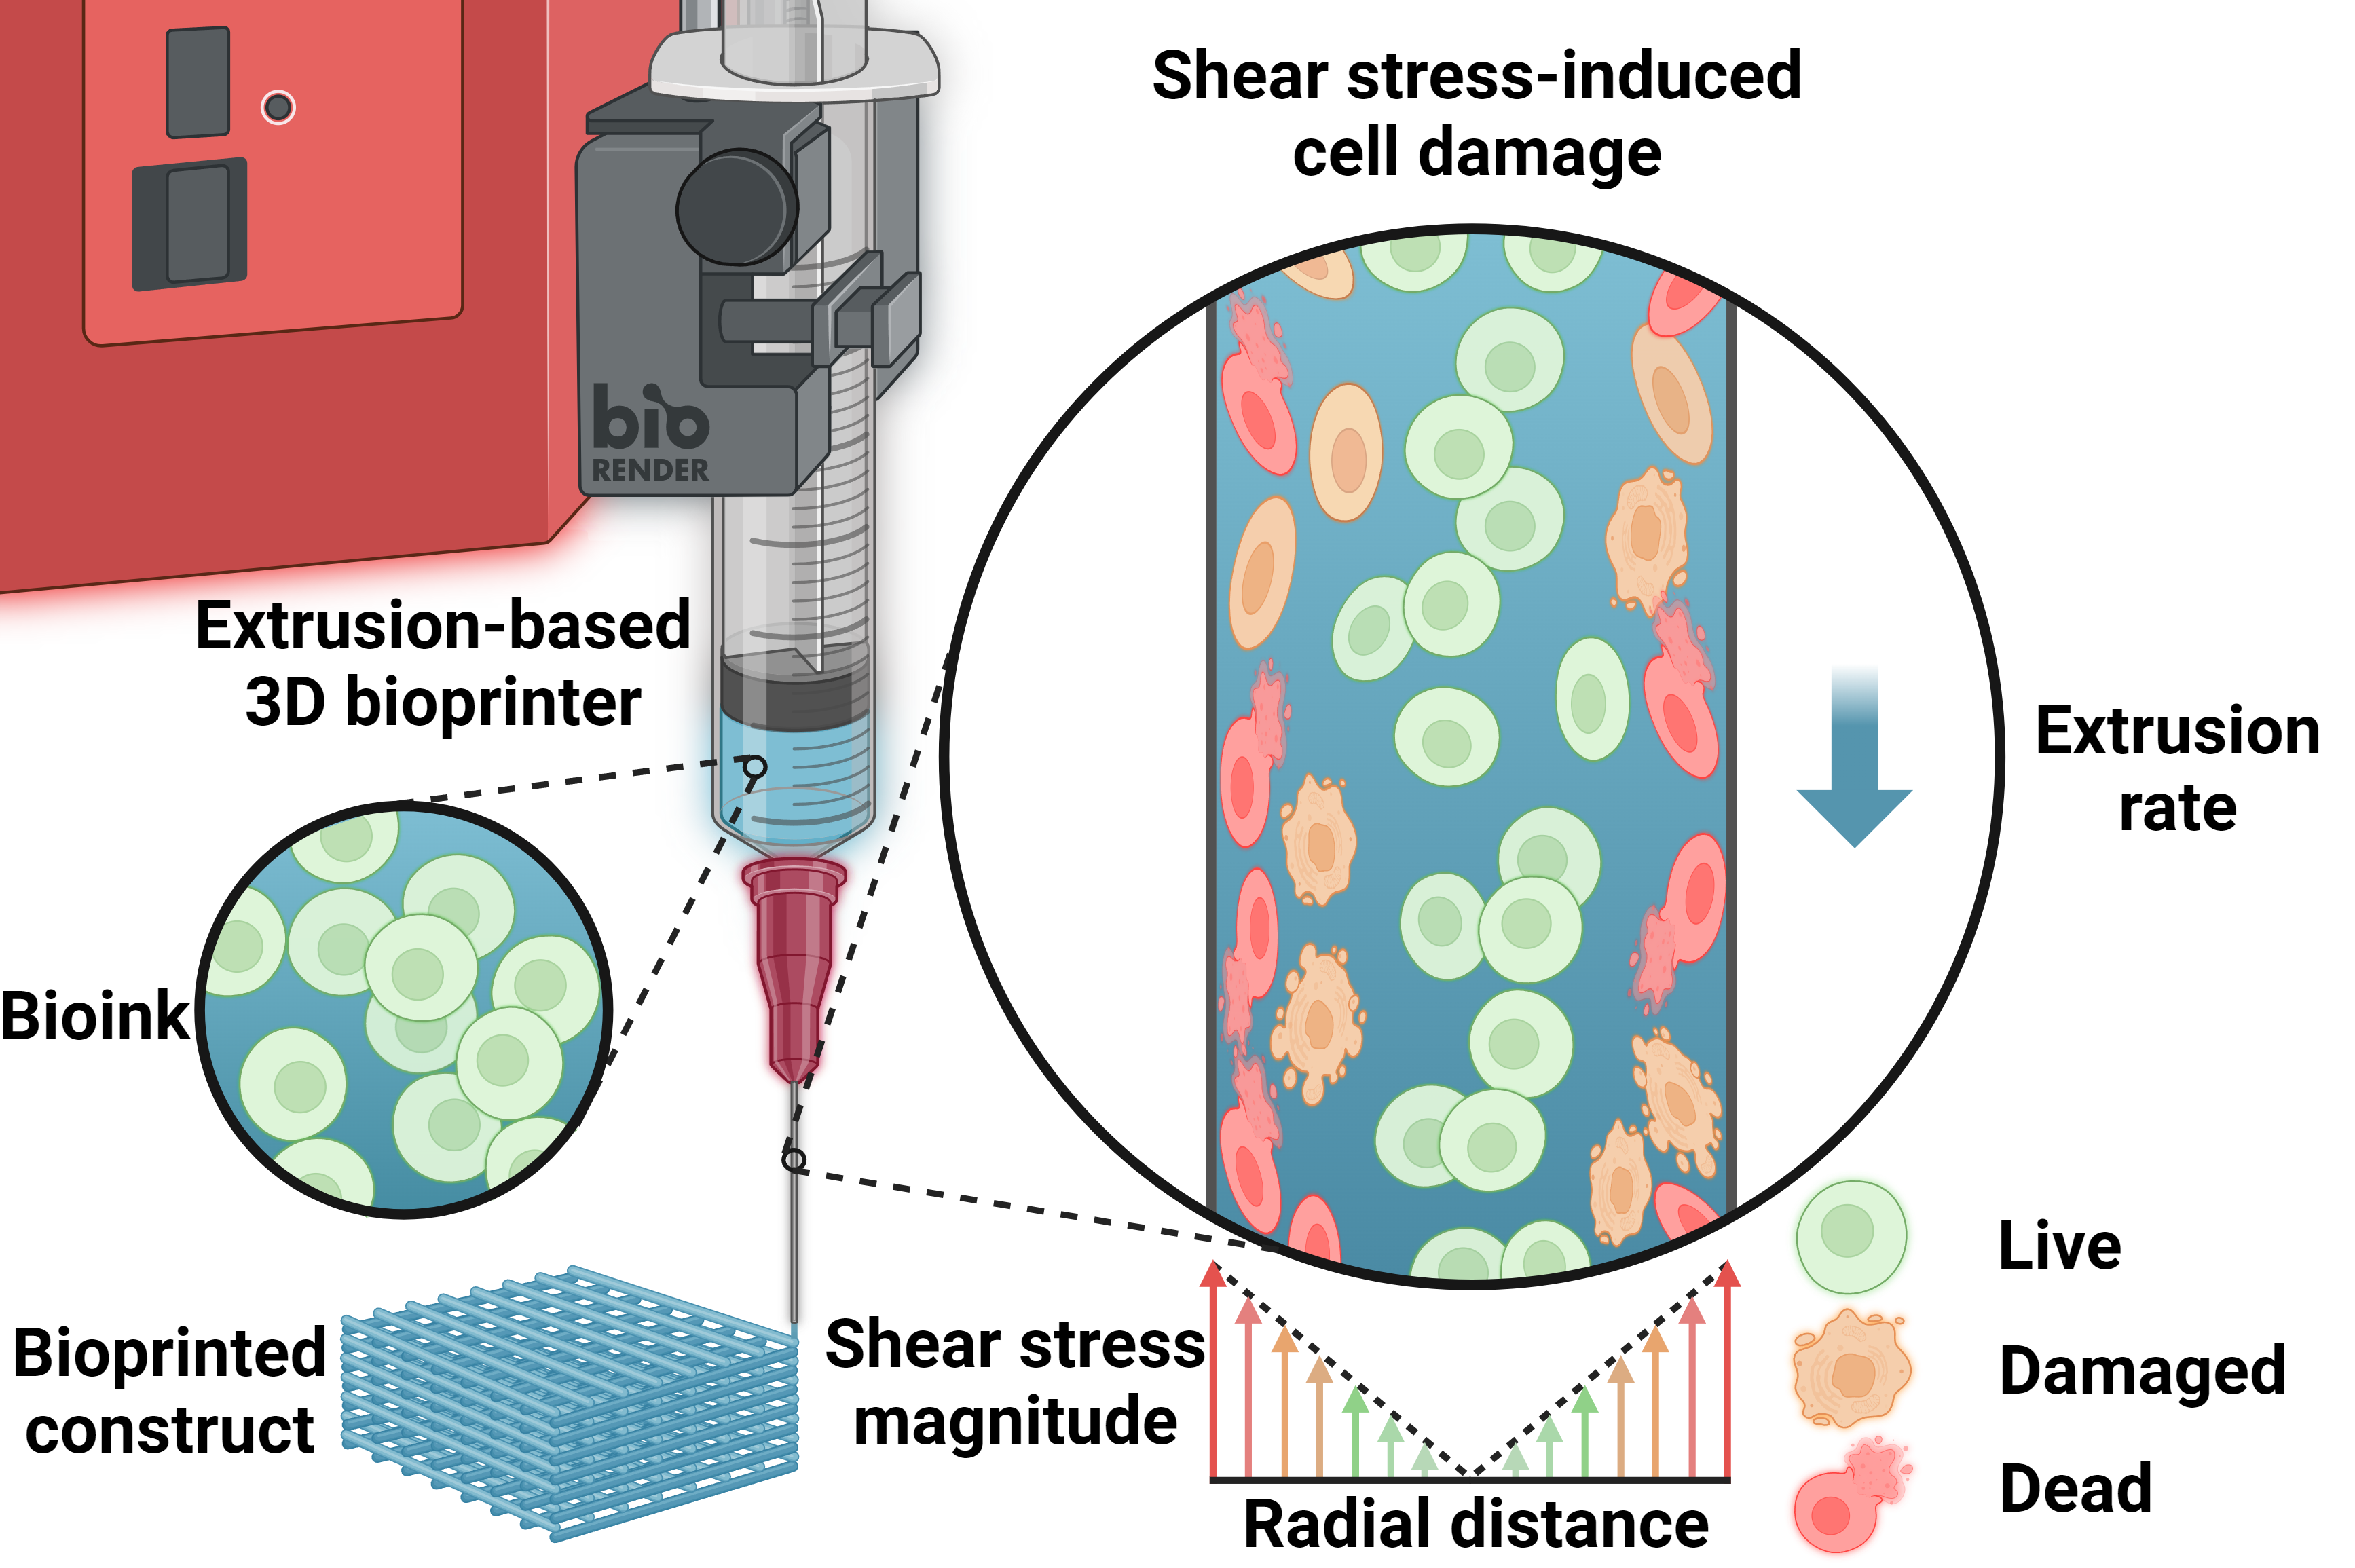 Shear stress-induced
cell damage
bio
RENDER
Extrusion-based
3D bioprinter
Extrusion
rate
Bioink
Live
Bioprinted
construct
Shear stress
magnitude
Damaged
Dead
Radial distance